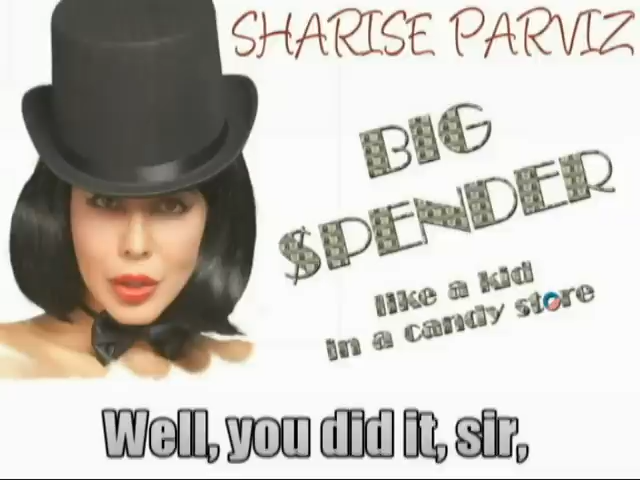 SHARISE PARVIZ
BIG
$PENDER
like a kid
in a candy store
Well, you did it, sir,